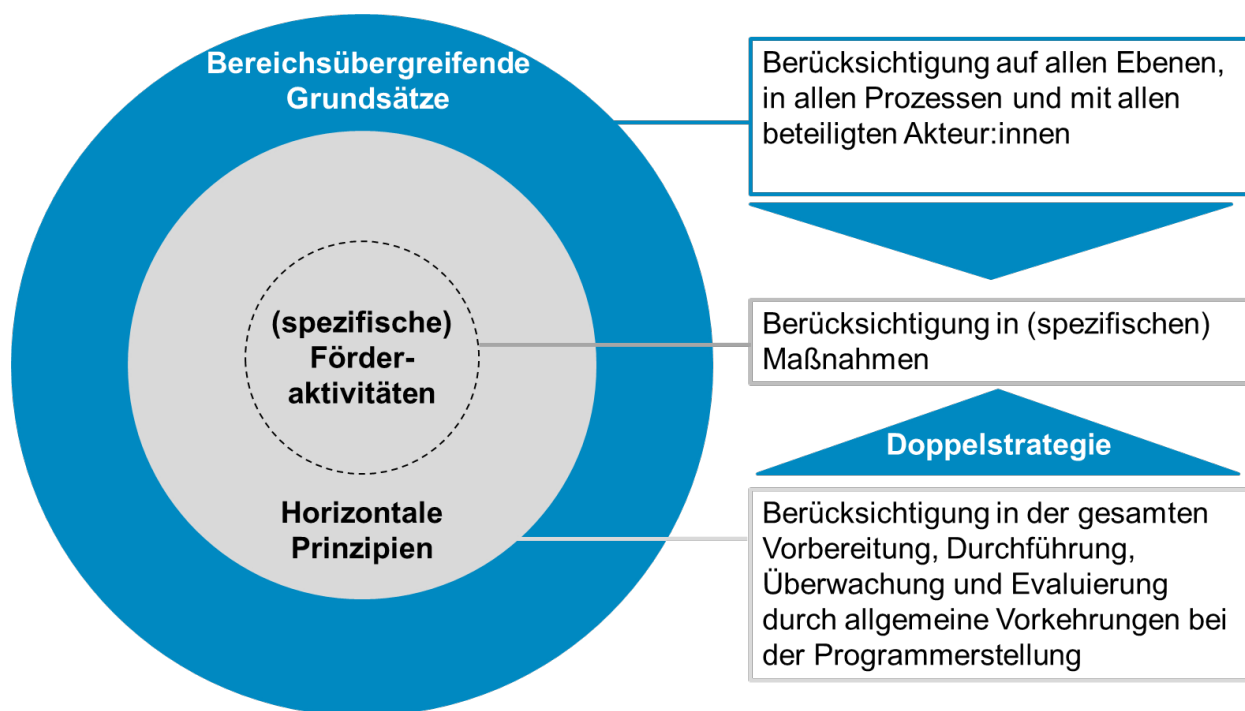 Bereichsübergreifende
Grundsätze
(spezifische)
Förder-
aktivitäten
Horizontale
Prinzipien
Berücksichtigung auf allen Ebenen,
in allen Prozessen und mit allen
beteiligten Akteur:innen
Berücksichtigung in (spezifischen)
Maßnahmen
Doppelstrategie
Berücksichtigung in der gesamten
Vorbereitung, Durchführung,
Überwachung und Evaluierung
durch allgemeine Vorkehrungen bei
der Programmerstellung